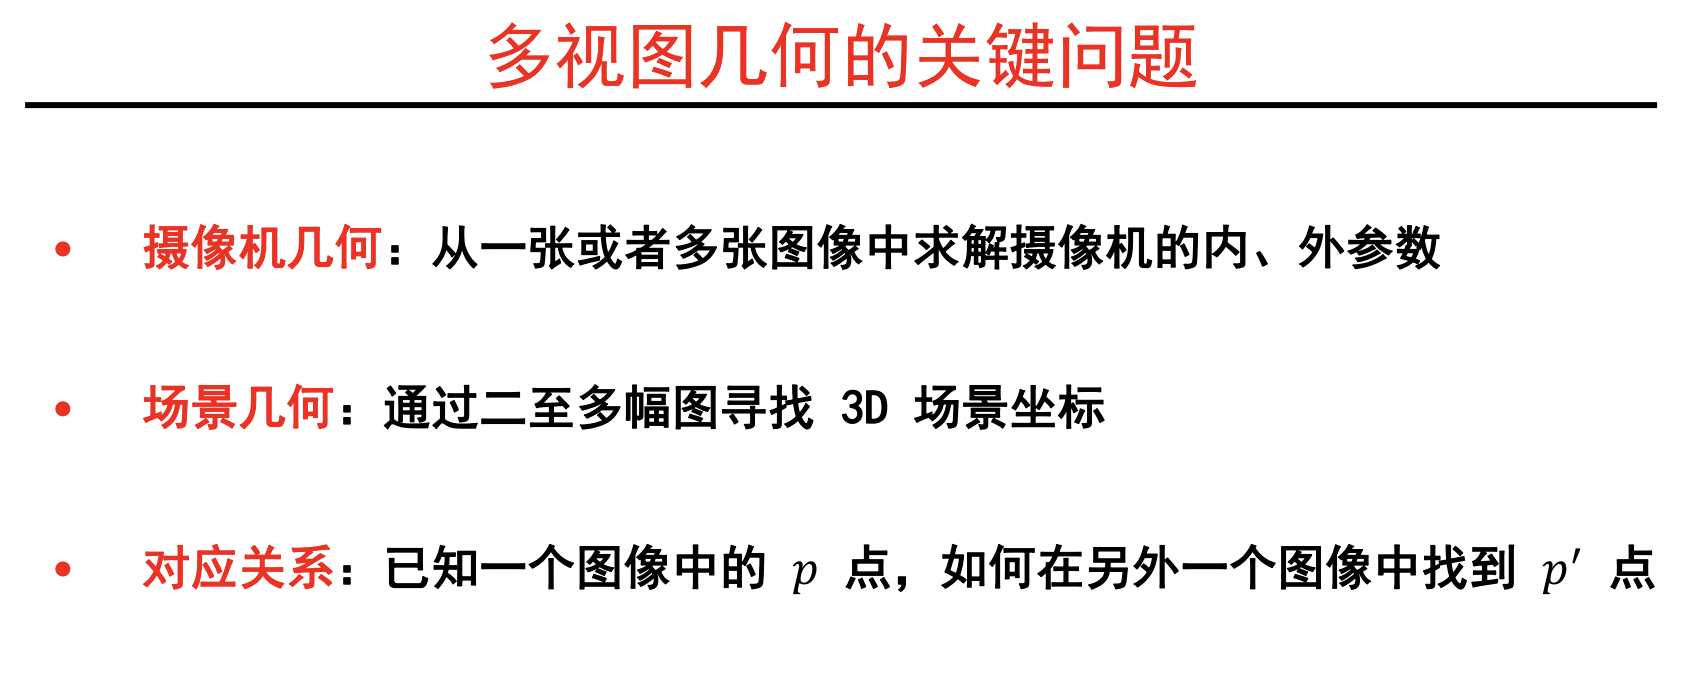 多视图几何的关键问题
• 摄像机几何：从一张或者多张图像中求解摄像机的内、外参数
• 场景几何：通过二至多幅图寻找 3D 场景坐标
• 对应关系：已知一个图像中的 p 点，如何在另外一个图像中找到 p′ 点